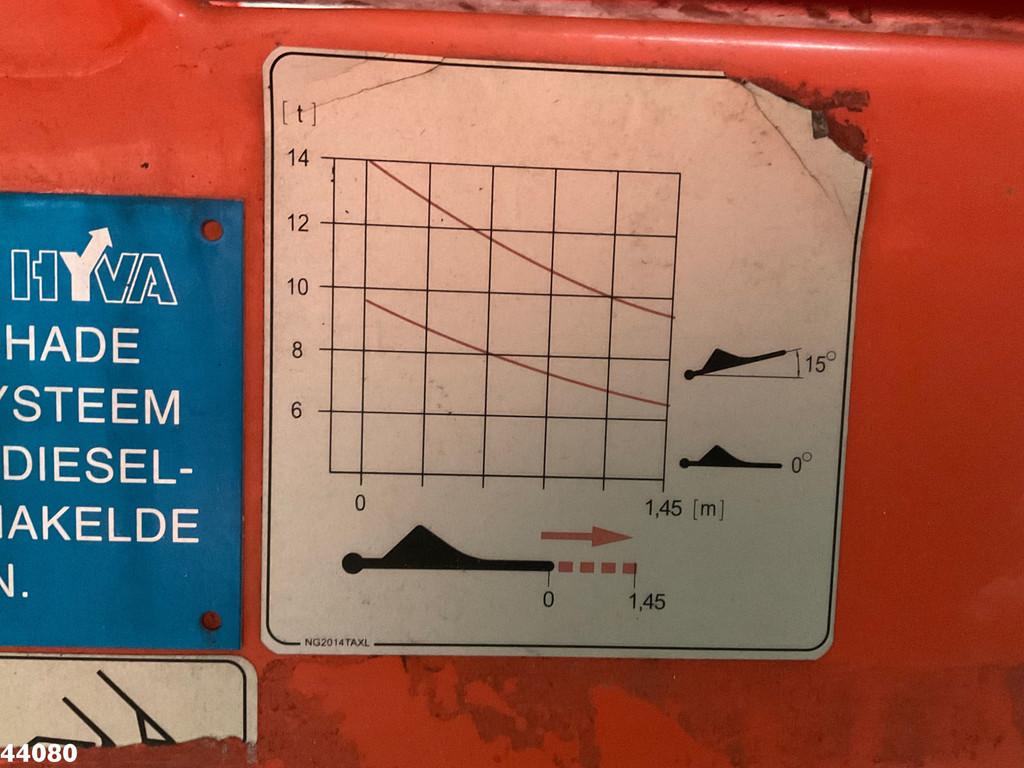 [t]
14
12
10
8
6
0
1,45 [m]
15°
0°
0
1,45
NG2014TAXL
HYVA
HADE
YSTEEM
DIESEL-
AKELDE
N.
44080